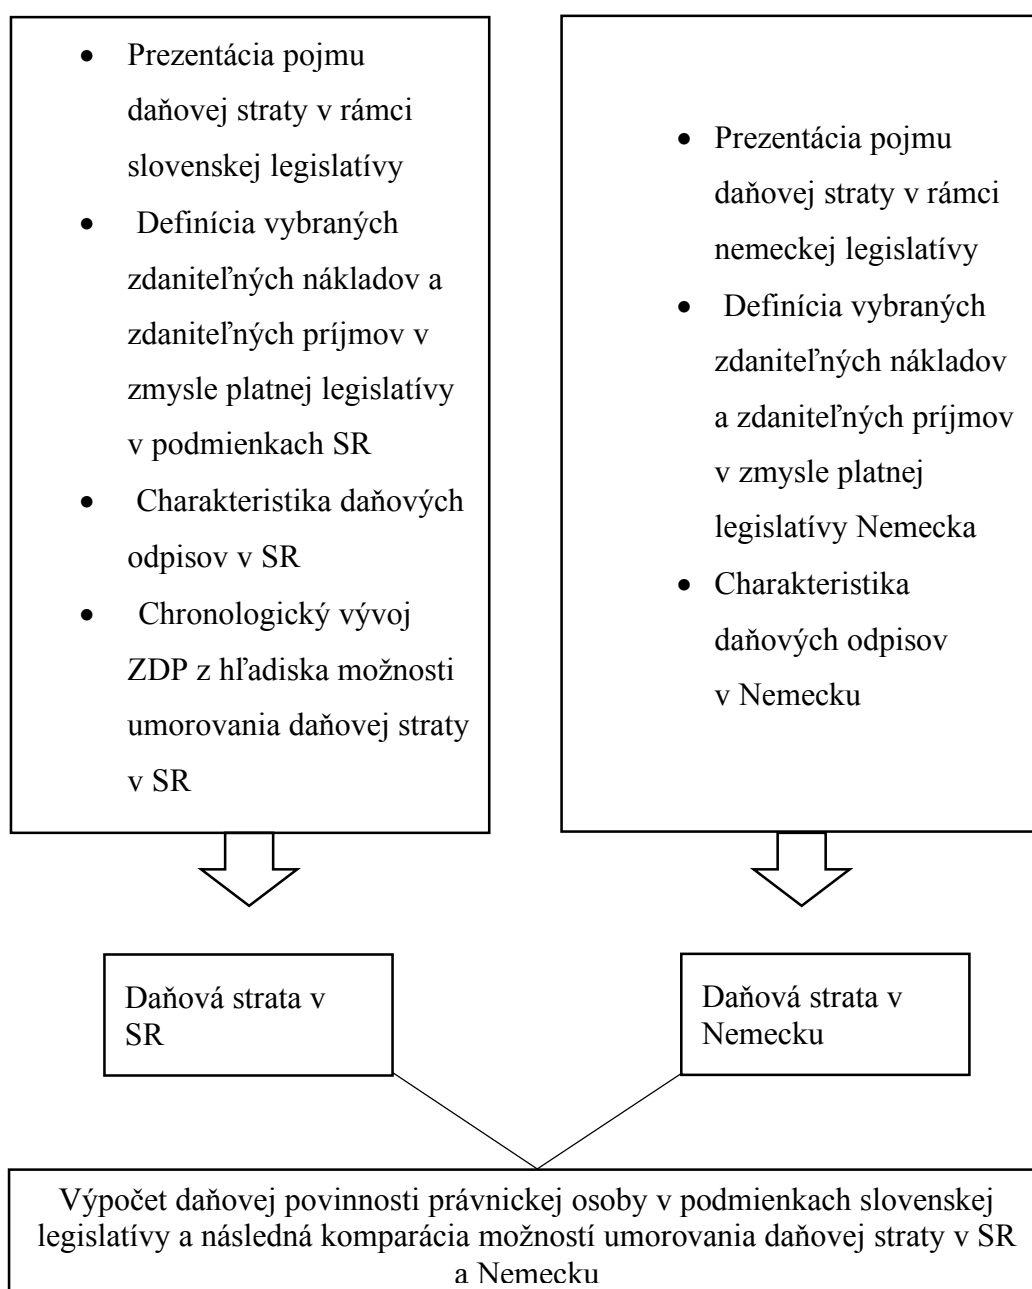 • Prezentácia pojmu
daňovej straty v rámci
slovenskej legislatívy
• Definícia vybraných
zdaniteľných nákladov a
zdaniteľných príjmov v
zmysle platnej legislatívy
v podmienkach SR
• Charakteristika daňových
odpisov v SR
• Chronologický vývoj
ZDP z hľadiska možnosti
umorovania daňovej straty
v SR
• Prezentácia pojmu
daňovej straty v rámci
nemeckej legislatívy
• Definícia vybraných
zdaniteľných nákladov
a zdaniteľných príjmov
v zmysle platnej
legislatívy Nemecka
• Charakteristika
daňových odpisov
v Nemecku
Daňová strata v
SR
Daňová strata v
Nemecku
Výpočet daňovej povinnosti právnickej osoby v podmienkach slovenskej
legislatívy a následná komparácia možností umorovania daňovej straty v SR
a Nemecku